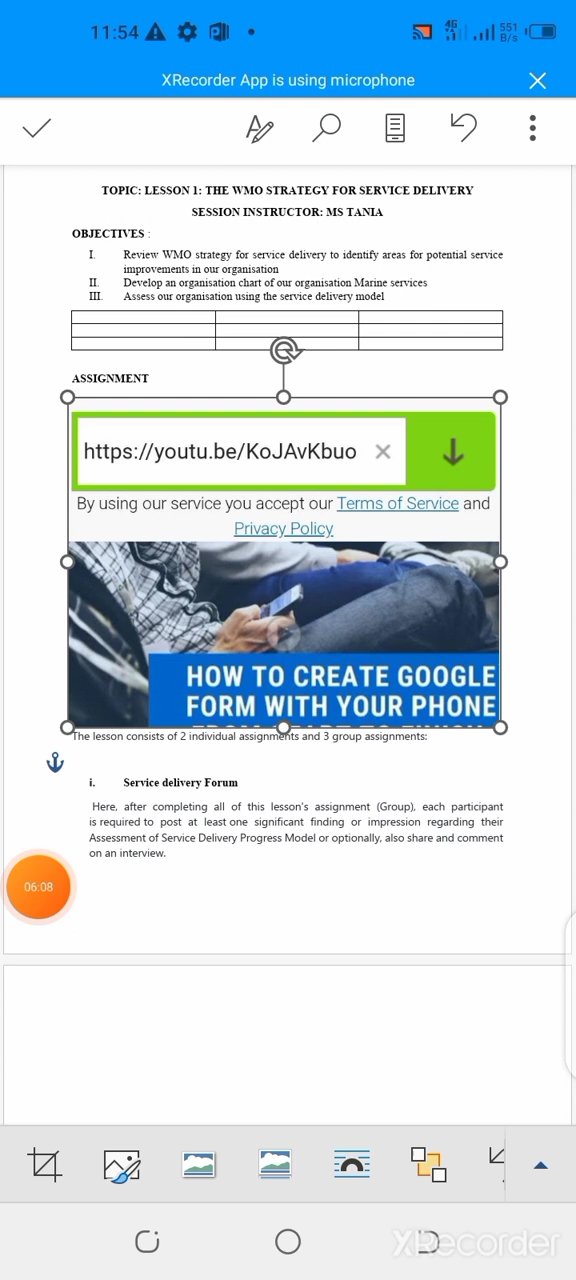 11:54
4G
551
B/s
XRecorder App is using microphone
TOPIC: LESSON 1: THE WMO STRATEGY FOR SERVICE DELIVERY
SESSION INSTRUCTOR: MS TANIA
OBJECTIVES :
I. Review WMO strategy for service delivery to identify areas for potential service
improvements in our organisation
II. Develop an organisation chart of our organisation Marine services
III. Assess our organisation using the service delivery model
ASSIGNMENT
https://youtu.be/KoJAvKbuo
By using our service you accept our Terms of Service and
Privacy Policy
HOW TO CREATE GOOGLE
FORM WITH YOUR PHONE
The lesson consists of 2 individual assignments and 3 group assignments:
i. Service delivery Forum
Here, after completing all of this lesson's assignment (Group), each participant
is required to post at least one significant finding or impression regarding their
Assessment of Service Delivery Progress Model or optionally, also share and comment
on an interview.
06:08
XRecorder